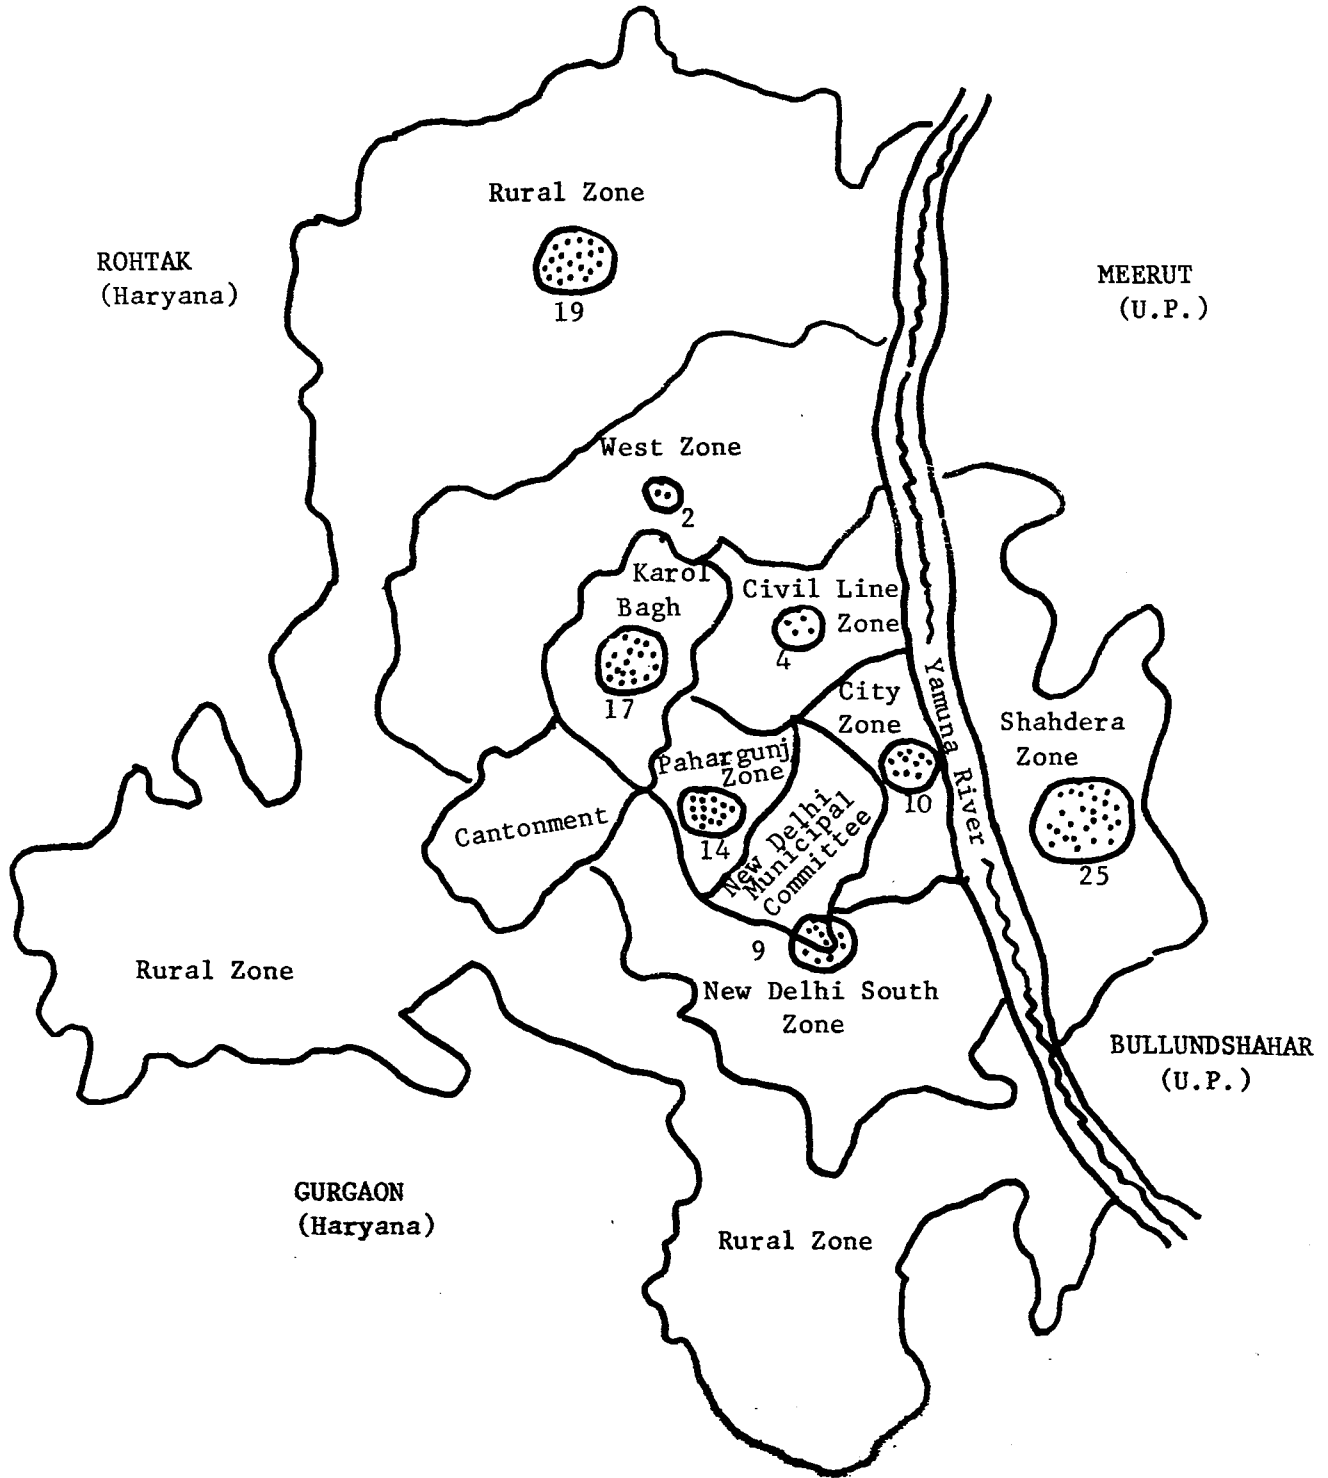 Rural Zone
19
ROHTAK
(Haryana)
MEERUT
(U.P.)
West Zone
2
Karol
Bagh
17
Civil Line
Zone
4
City
Zone
10
Yamuna River
Shahdera
Zone
25
Pahargunj
Zone
14
Cantonment
New Delhi
Municipal
Committee
9
New Delhi South
Zone
Rural Zone
BULLUNDSHAHAR
(U.P.)
GURGAON
(Haryana)
Rural Zone